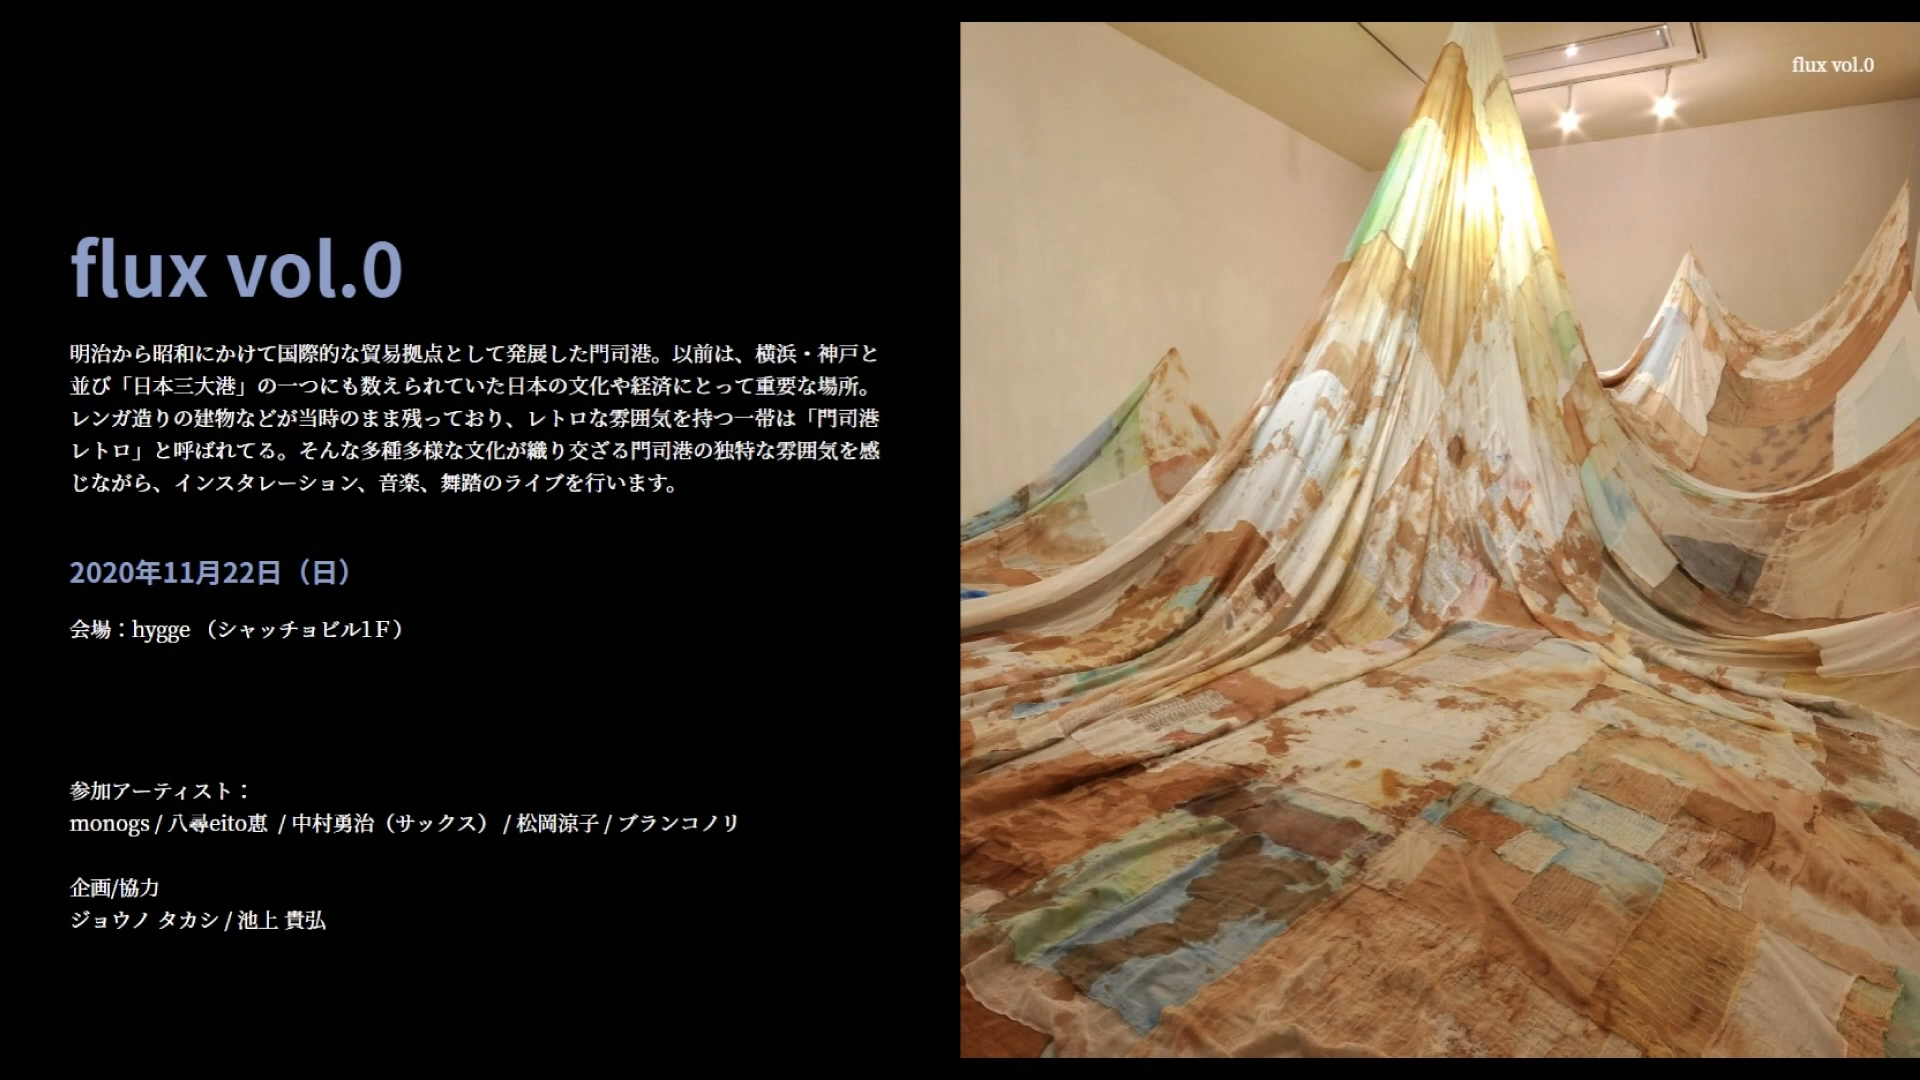 flux vol.0
明治から昭和にかけて国際的な貿易拠点として発展した門司港。以前は、横浜・神戸と
並び「日本三大港」の一つにも数えられていた日本の文化や経済にとって重要な場所。
レンガ造りの建物などが当時のまま残っており、レトロな雰囲気を持つ一帯は「門司港
レトロ」と呼ばれてる。そんな多種多様な文化が織り交ざる門司港の独特な雰囲気を感
じながら、インスタレーション、音楽、舞踏のライブを行います。
2020年11月22日（日）
会場：hygge （シャッチョビル1Ｆ）
参加アーティスト：
monogs / 八尋eito恵 / 中村勇治（サックス） / 松岡涼子 / ブランコノリ
企画/協力
ジョウノ タカシ / 池上 貴弘
flux vol.0